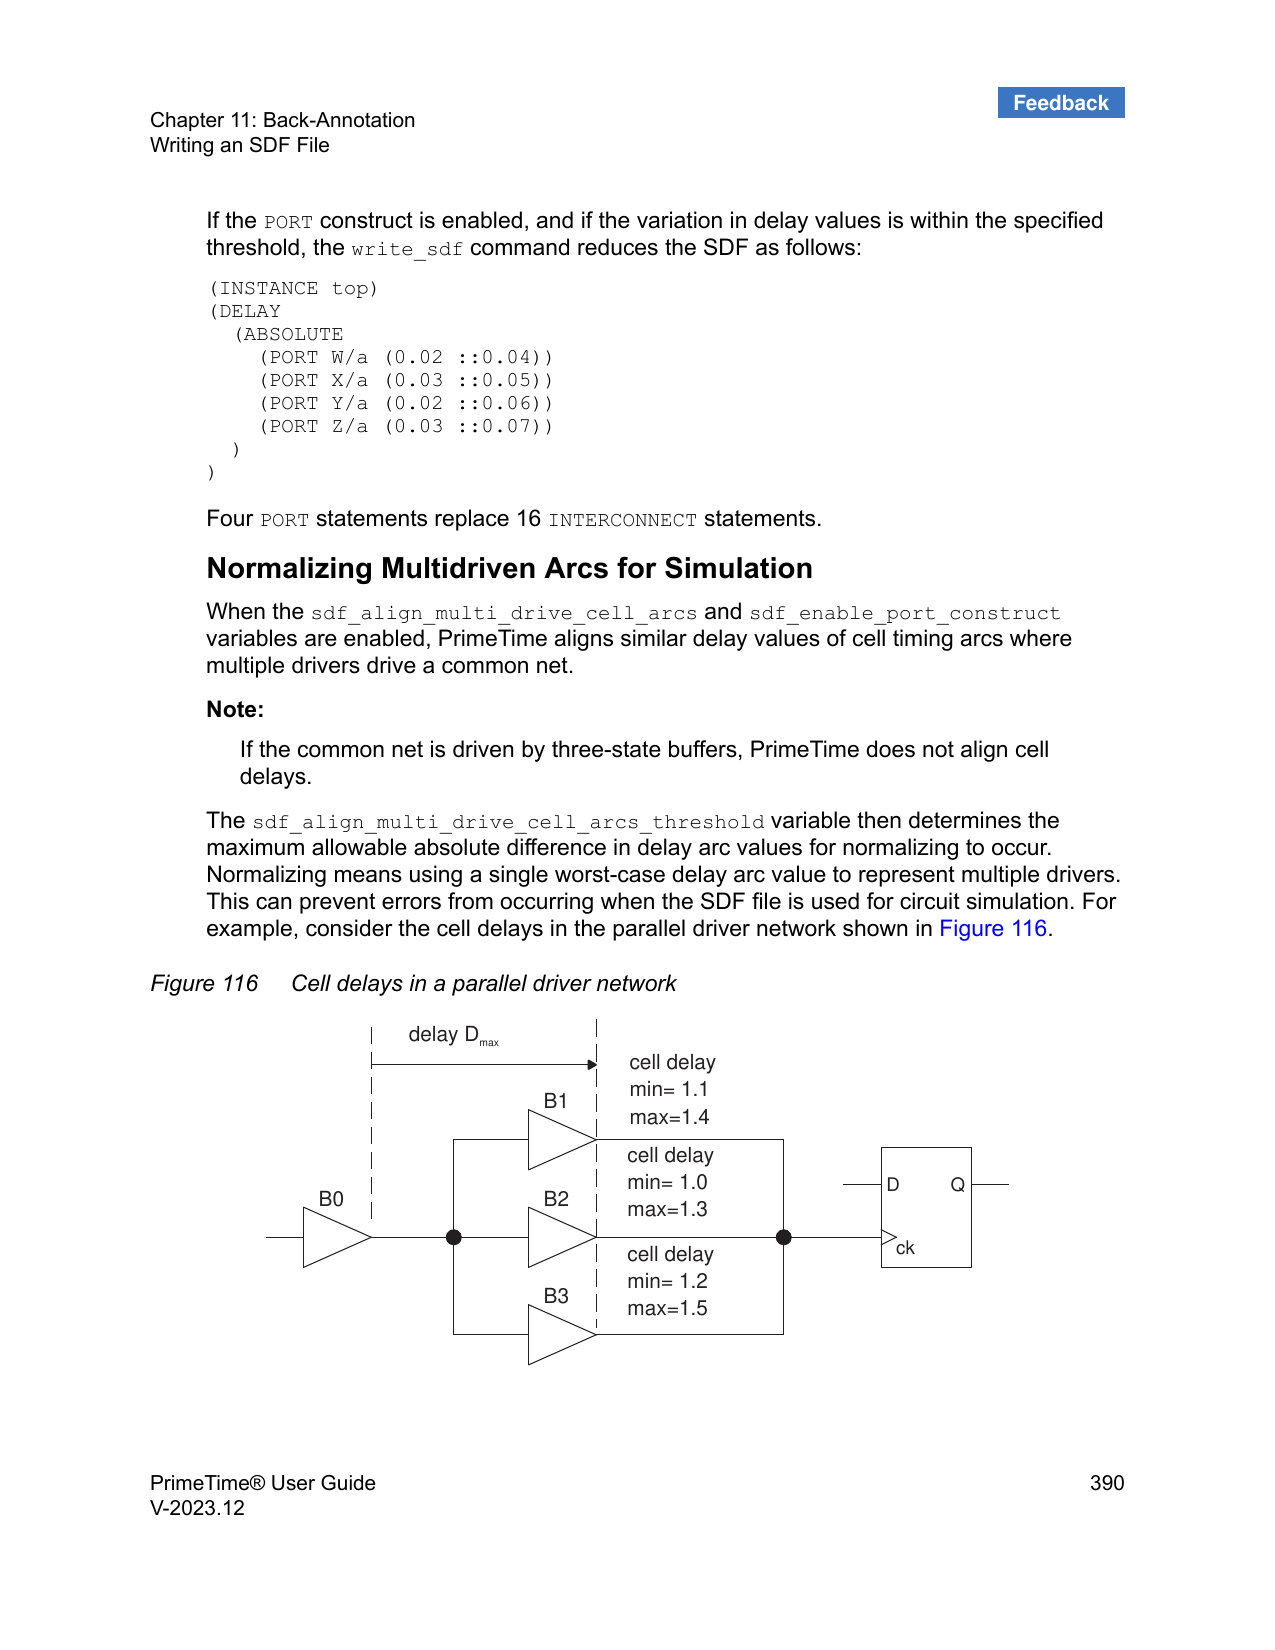 Feedback
Chapter 11: Back-Annotation
Writing an SDF File
If the PORT construct is enabled, and if the variation in delay values is within the specified
threshold, the write_sdf command reduces the SDF as follows:
(INSTANCE top)
(DELAY
  (ABSOLUTE
    (PORT W/a (0.02 ::0.04))
    (PORT X/a (0.03 ::0.05))
    (PORT Y/a (0.02 ::0.06))
    (PORT Z/a (0.03 ::0.07))
  )
)
Four PORT statements replace 16 INTERCONNECT statements.
Normalizing Multidriven Arcs for Simulation
When the sdf_align_multi_drive_cell_arcs and sdf_enable_port_construct
variables are enabled, PrimeTime aligns similar delay values of cell timing arcs where
multiple drivers drive a common net.
Note:
If the common net is driven by three-state buffers, PrimeTime does not align cell
delays.
The sdf_align_multi_drive_cell_arcs_threshold variable then determines the
maximum allowable absolute difference in delay arc values for normalizing to occur.
Normalizing means using a single worst-case delay arc value to represent multiple drivers.
This can prevent errors from occurring when the SDF file is used for circuit simulation. For
example, consider the cell delays in the parallel driver network shown in Figure 116.
Figure 116 Cell delays in a parallel driver network
delay Dmax
cell delay
min= 1.1
max=1.4
B1
cell delay
min= 1.0
max=1.3
B0
B2
D Q
ck
cell delay
min= 1.2
max=1.5
B3
PrimeTime® User Guide 390
V-2023.12